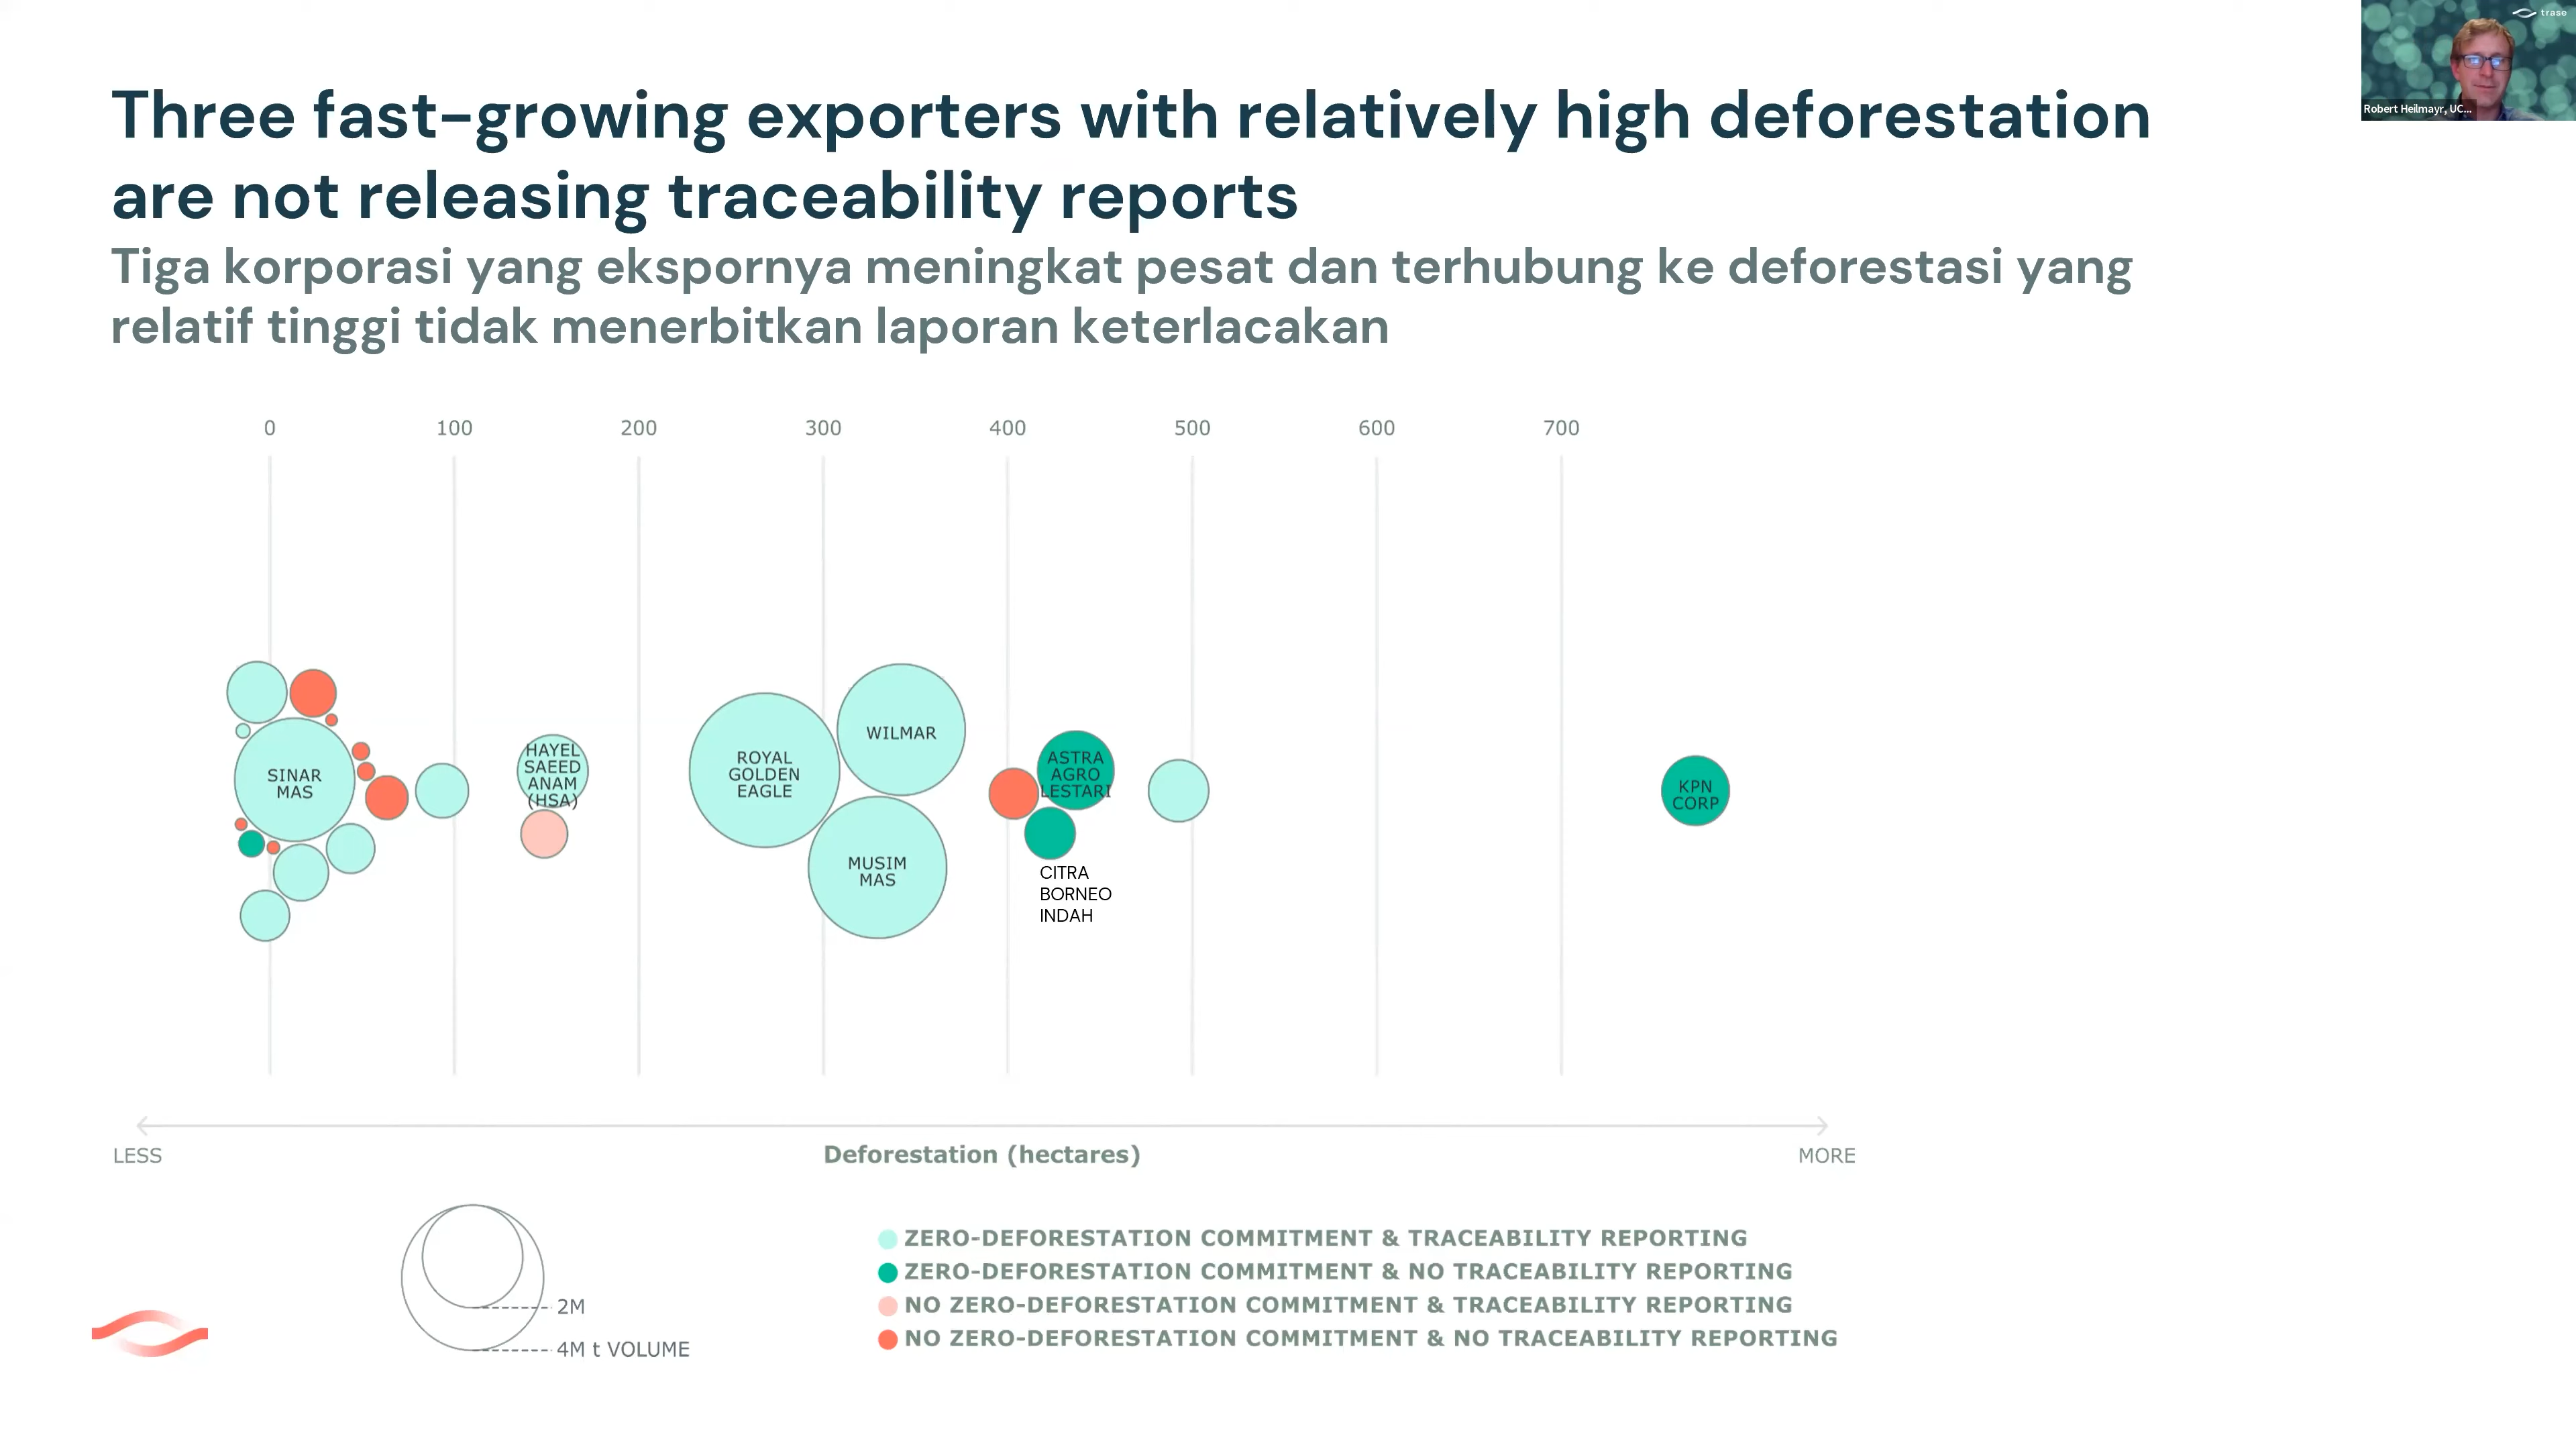 trase
Robert Heilmayr, UC...
Three fast-growing exporters with relatively high deforestation
are not releasing traceability reports
Tiga korporasi yang ekspornya meningkat pesat dan terhubung ke deforestasi yang
relatif tinggi tidak menerbitkan laporan keterlacakan
0 100 200 300 400 500 600 700
SINAR
MAS
HAYEL
SAEED
ANAM
(HSA)
ROYAL
GOLDEN
EAGLE
WILMAR
MUSIM
MAS
ASTRA
AGRO
LESTARI
CITRA
BORNEO
INDAH
KPN
CORP
LESS
Deforestation (hectares)
MORE
2M
4M t VOLUME
ZERO-DEFORESTATION COMMITMENT & TRACEABILITY REPORTING
ZERO-DEFORESTATION COMMITMENT & NO TRACEABILITY REPORTING
NO ZERO-DEFORESTATION COMMITMENT & TRACEABILITY REPORTING
NO ZERO-DEFORESTATION COMMITMENT & NO TRACEABILITY REPORTING